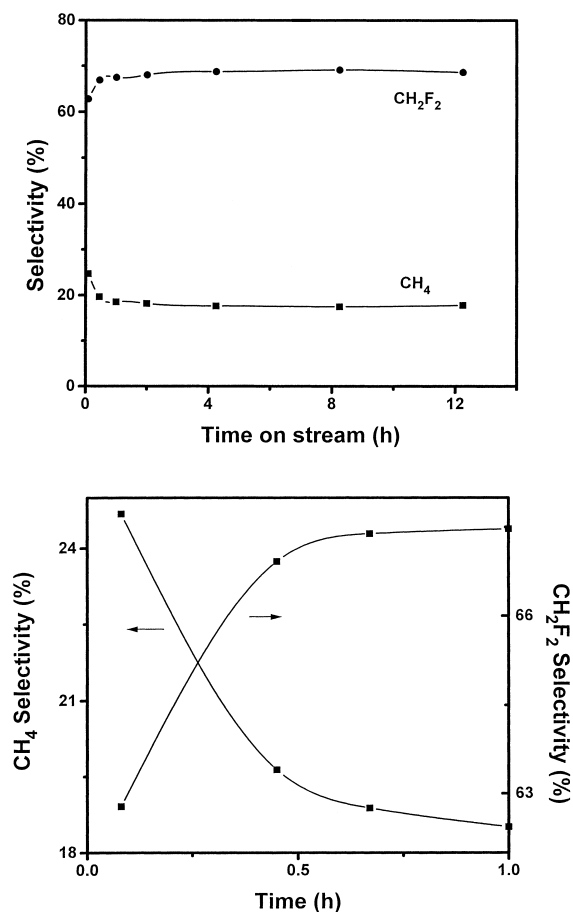 80
60
40
20
0
Selectivity (%)
CH₂F₂
CH₄
0 4 8 12
Time on stream (h)
24
21
18
CH₄ Selectivity (%)
66
63
CH₂F₂ Selectivity (%)
0.0 0.5 1.0
Time (h)